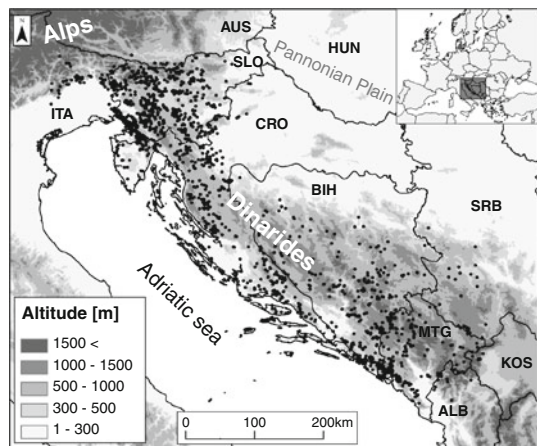 Alps
AUS
HUN
SLO
Pannonian Plain
ITA
CRO
BIH
SRB
Dinarides
Adriatic sea
MTG
KOS
ALB
Altitude [m]
1500 <
1000 - 1500
500 - 1000
300 - 500
1 - 300
0 100 200km